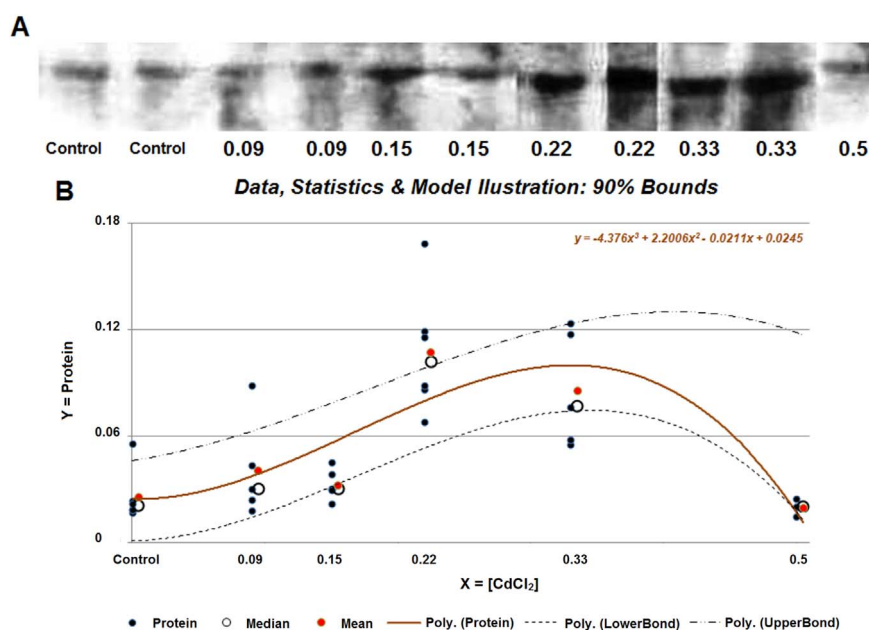 A
Control Control 0.09 0.09 0.15 0.15 0.22 0.22 0.33 0.33 0.5
Data, Statistics & Model Ilustration: 90% Bounds
B
y = -4.376x³ + 2.2006x² - 0.0211x + 0.0245
0.18
0.12
0.06
0
Y = Protein
Control 0.09 0.15 0.22 0.33 0.5
X = [CdCl₂]
Protein Median Mean Poly. (Protein) Poly. (LowerBond) Poly. (UpperBond)